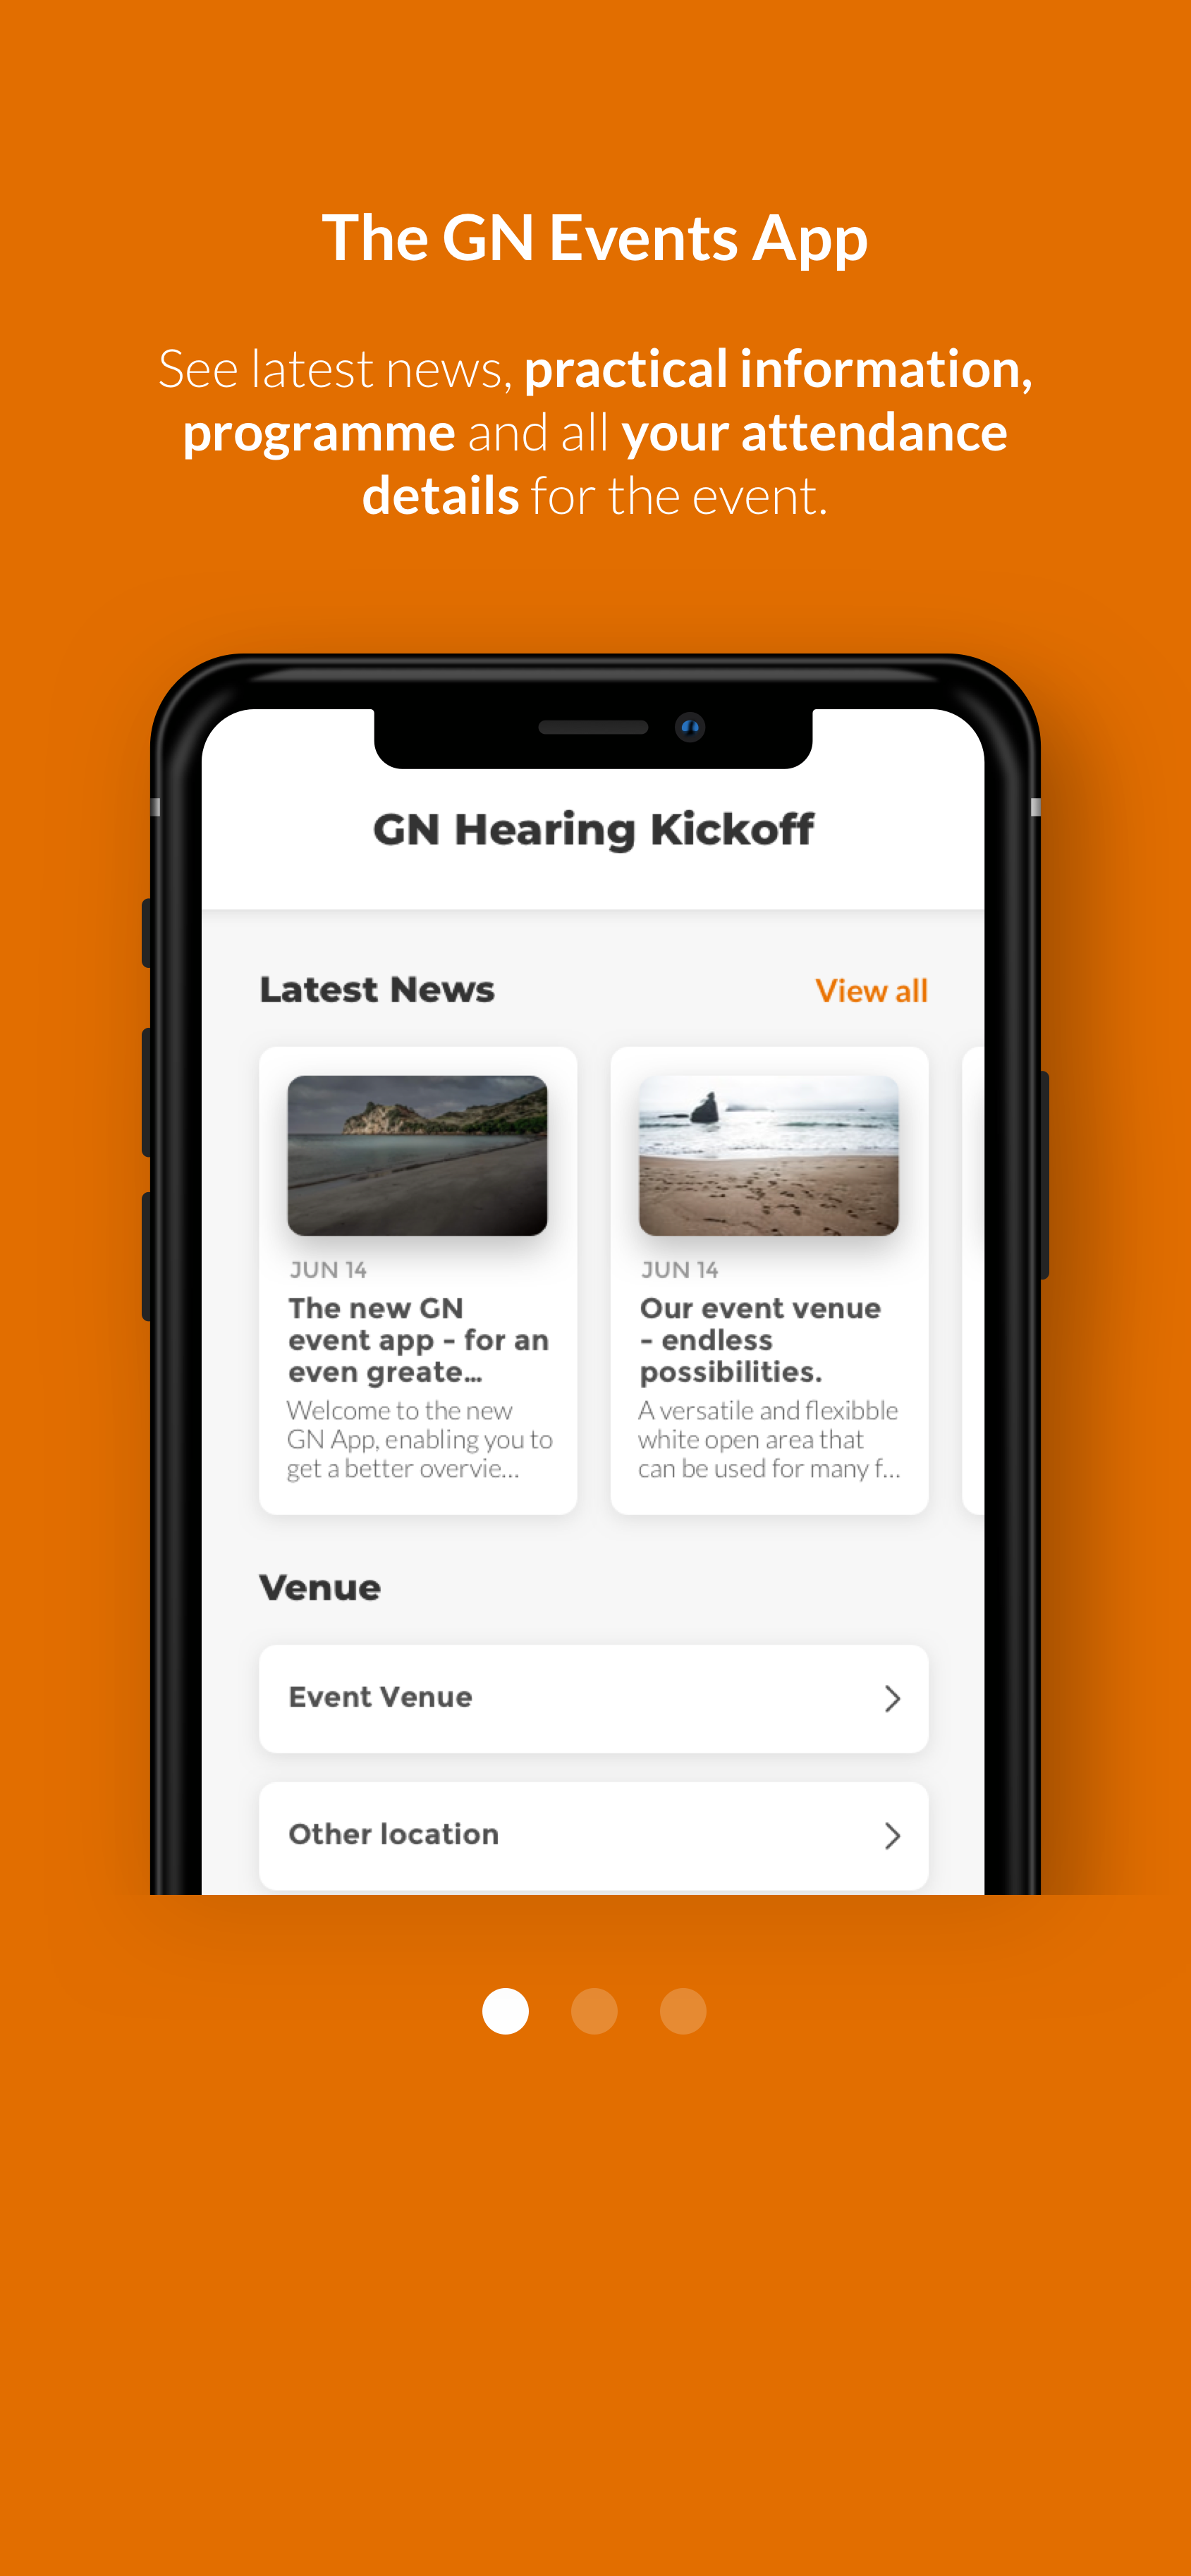 The GN Events App
See latest news, practical information,
programme and all your attendance
details for the event.
GN Hearing Kickoff
Latest News
View all
JUN 14
The new GN
event app - for an
even greate...
Welcome to the new
GN App, enabling you to
get a better overvie...
JUN 14
Our event venue
- endless
possibilities.
A versatile and flexibble
white open area that
can be used for many f...
Venue
Event Venue
Other location